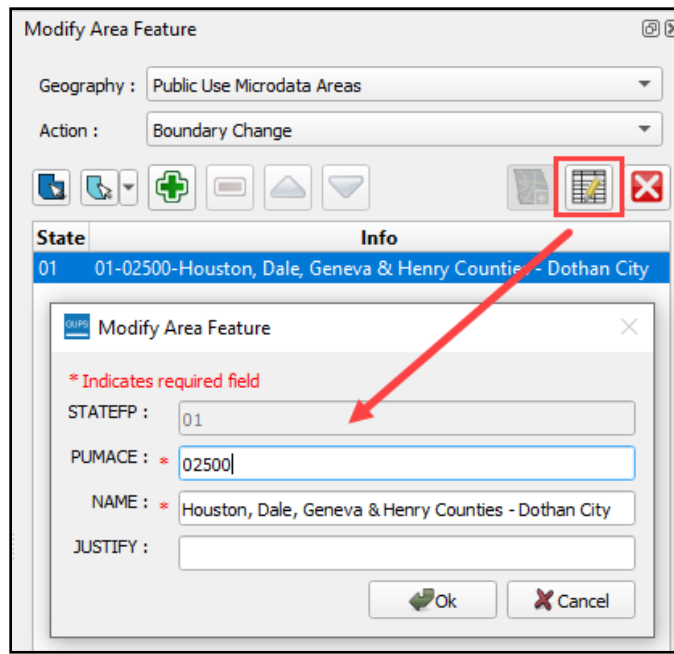 Modify Area Feature
Geography : Public Use Microdata Areas
Action : Boundary Change
State Info
01 01-02500-Houston, Dale, Geneva & Henry Counties - Dothan City
GUPS Modify Area Feature
* Indicates required field
STATEFP : 01
PUMACE : * 02500
NAME : * Houston, Dale, Geneva & Henry Counties - Dothan City
JUSTIFY :
Ok Cancel